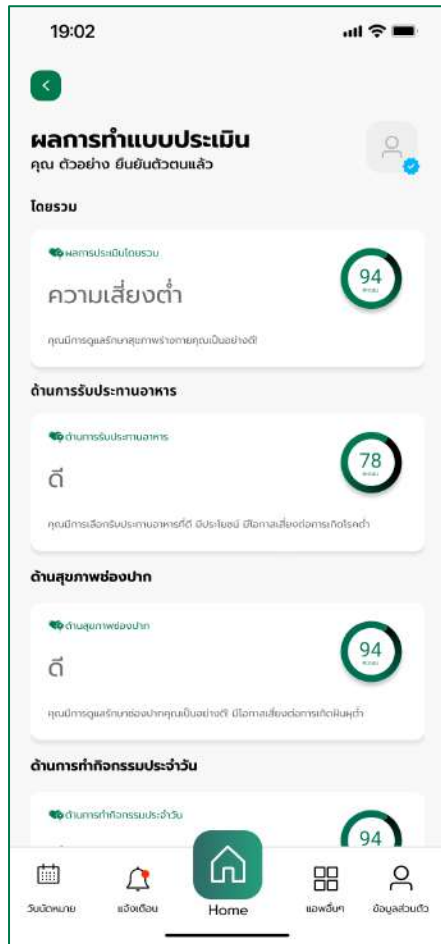 19:02
ผลการทำแบบประเมิน
คุณ ตัวอย่าง ยืนยันตัวตนแล้ว
โดยรวม
ผลการประเมินโดยรวม
94
คะแนน
ความเสี่ยงต่ำ
คุณมีการดูแลรักษาสุขภาพร่างกายคุณเป็นอย่างดี!
ด้านการรับประทานอาหาร
ด้านการรับประทานอาหาร
78
คะแนน
ดี
คุณมีการเลือกรับประทานอาหารที่ดี มีประโยชน์ มีโอกาสเสี่ยงต่อการเกิดโรคต่ำ
ด้านสุขภาพช่องปาก
ด้านสุขภาพช่องปาก
94
คะแนน
ดี
คุณมีการดูแลรักษาช่องปากคุณเป็นอย่างดี! มีโอกาสเสี่ยงต่อการเกิดฟันผุต่ำ
ด้านการทำกิจกรรมประจำวัน
ด้านการทำกิจกรรมประจำวัน
94
วันนัดหมาย
แจ้งเตือน
Home
แอพอื่นๆ
ข้อมูลส่วนตัว